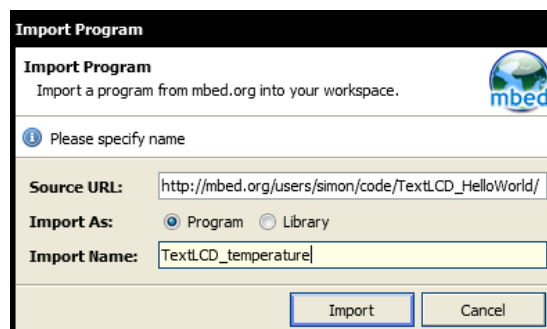 Import Program
Import Program
Import a program from mbed.org into your workspace.
mbed
Please specify name
Source URL: http://mbed.org/users/simon/code/TextLCD_HelloWorld/
Import As: Program Library
Import Name: TextLCD_temperature
Import Cancel